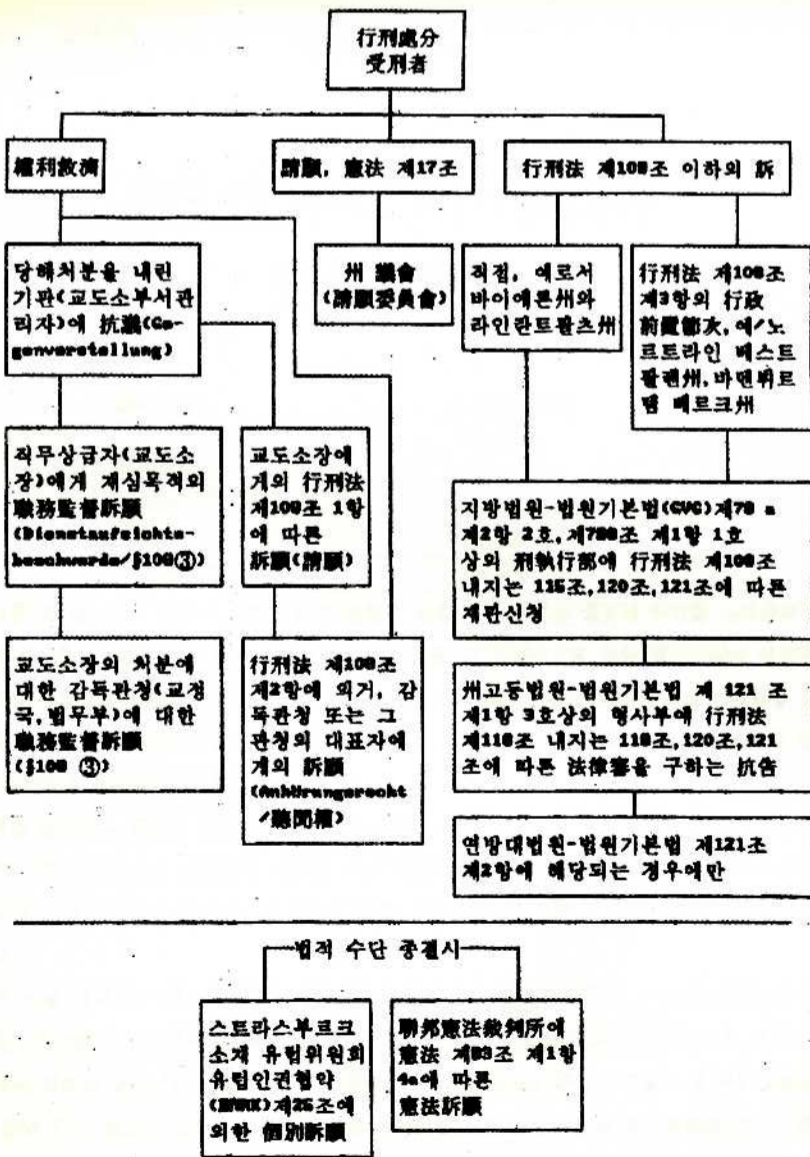 行刑處分
受刑者
權利救濟
請願, 憲法 제17조
行刑法 제109조 이하의 訴
당해처분을 내린
기관(교도소부서관
리자)에 抗議(Ge-
genvorstellung)
州 議會
(請願委員會)
직접, 예로서
바이에른州와
라인란트팔츠州
行刑法 제109조
제3항의 行政
前置節次, 예/노
르트라인 베스트
팔렌州, 바덴뷔르
템 베르크州
직무상급자(교도소
장)에게 재심목적의
職務監督訴願
(Dienstaufsichts-
beschwerde/§108③)
교도소장에
게의 行刑法
제108조 1항
에 따른
訴願(請願)
지방법원-법원기본법(GVG)제78 a
제2항 2호, 제78b조 제1항 1호
상의 刑執行部에 行刑法 제109조
내지는 115조, 120조, 121조에 따른
재판신청
교도소장의 처분에
대한 감독관청(교정
국, 법무부)에 대한
職務監督訴願
(§108 ③)
行刑法 제108조
제2항에 의거, 감
독관청 또는 그
관청의 대표자에
게의 訴願
(Anhörungsrecht
/聽聞權)
州고등법원-법원기본법 제 121 조
제1항 3호상의 형사부에 行刑法
제116조 내지는 119조, 120조, 121
조에 따른 法律審을 구하는 抗告
연방대법원-법원기본법 제121조
제2항에 해당되는 경우에만
법적 수단 종결시
스트라스부르크
소재 유럽위원회
유럽인권협약
(EMRK)제25조에
의한 個別訴願
聯邦憲法裁判所에
憲法 제93조 제1항
4a에 따른
憲法訴願